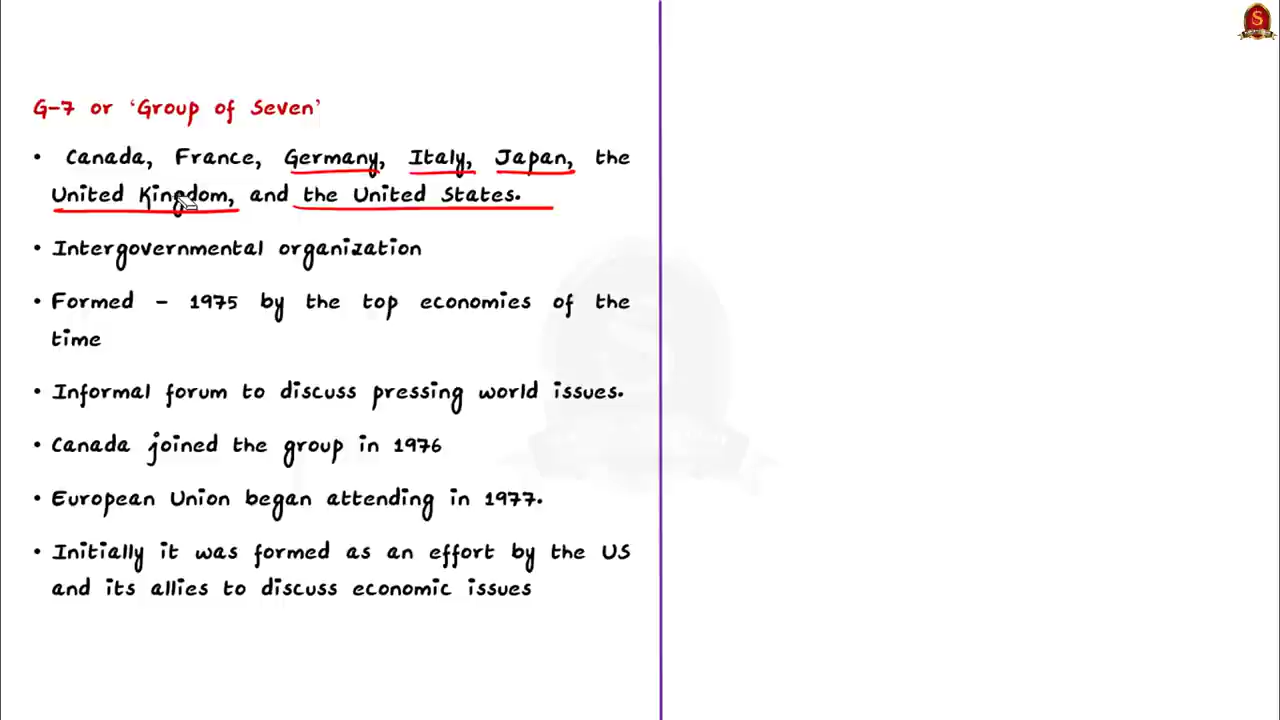 G-7 or 'Group of Seven'
• Canada, France, Germany, Italy, Japan, the
United Kingdom, and the United States.
• Intergovernmental organization
• Formed - 1975 by the top economies of the
time
• Informal forum to discuss pressing world issues.
• Canada joined the group in 1976
• European Union began attending in 1977.
• Initially it was formed as an effort by the US
and its allies to discuss economic issues